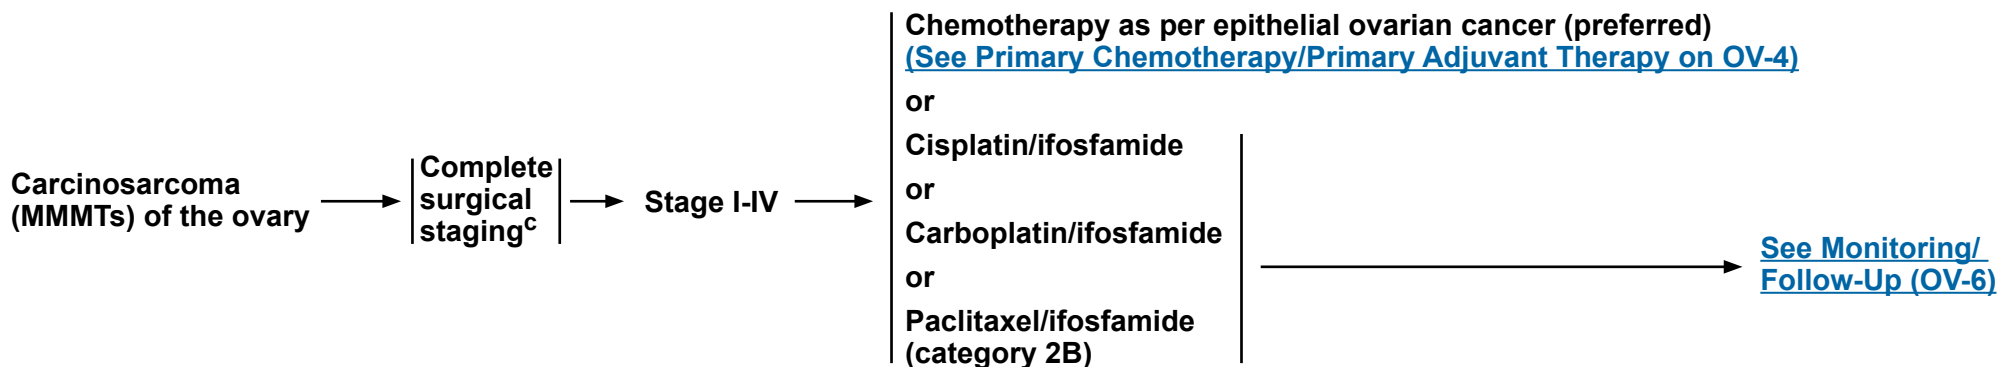 Carcinosarcoma
(MMMTs) of the ovary
Complete
surgical
stagingᶜ
Stage I-IV
Chemotherapy as per epithelial ovarian cancer (preferred)
(See Primary Chemotherapy/Primary Adjuvant Therapy on OV-4)
or
Cisplatin/ifosfamide
or
Carboplatin/ifosfamide
or
Paclitaxel/ifosfamide
(category 2B)
See Monitoring/
Follow-Up (OV-6)